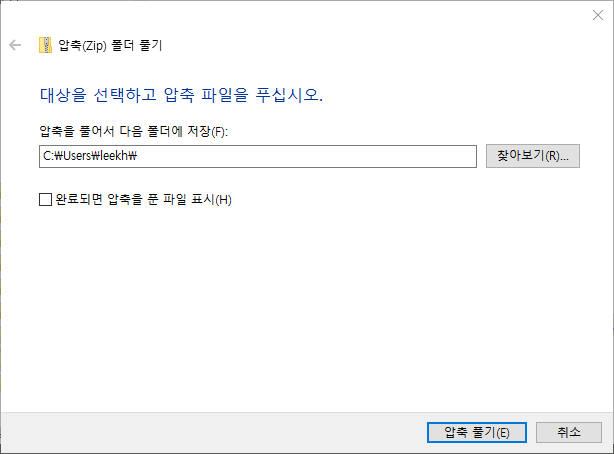 압축(Zip) 폴더 풀기
대상을 선택하고 압축 파일을 푸십시오.
압축을 풀어서 다음 폴더에 저장(F):
C:₩Users₩leekh₩
찾아보기(R)...
완료되면 압축을 푼 파일 표시(H)
압축 풀기(E)
취소